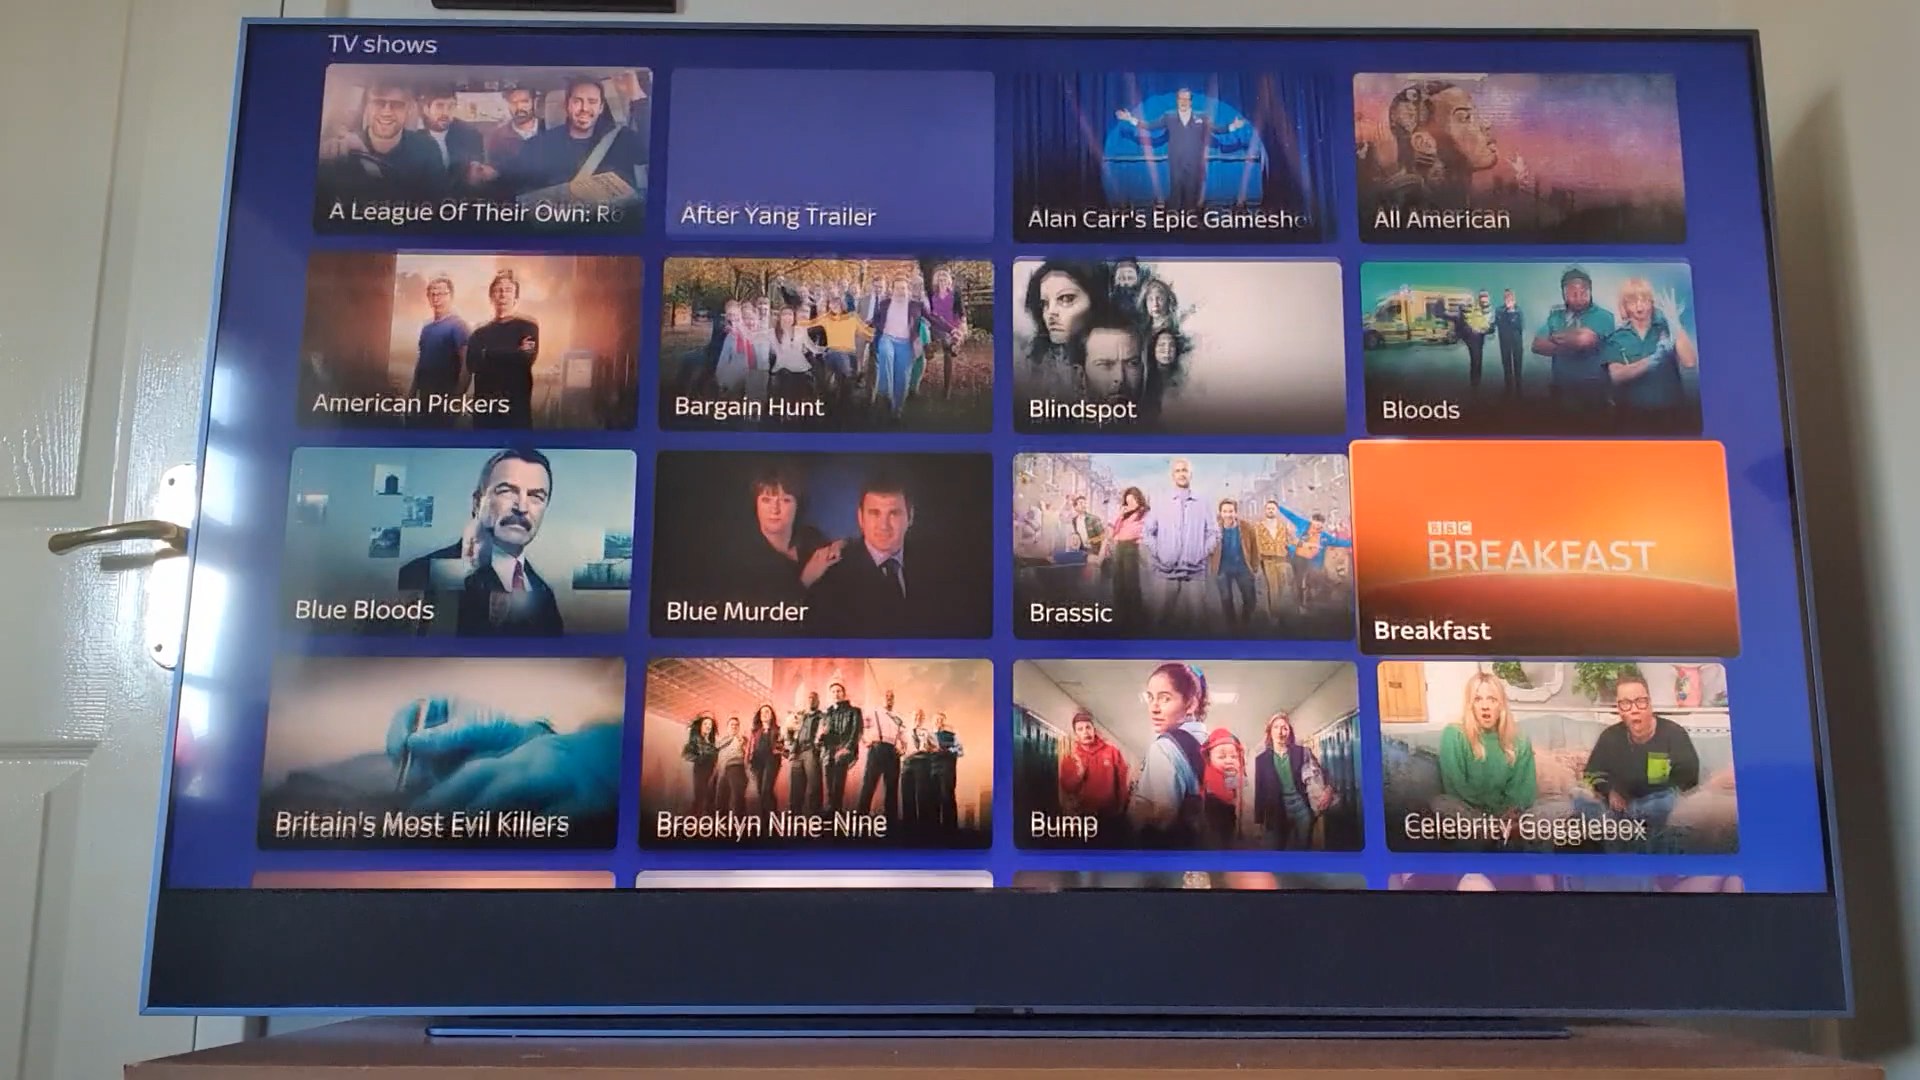 TV shows
A League Of Their Own: Ro
After Yang Trailer
Alan Carr's Epic Gamesho
All American
American Pickers
Bargain Hunt
Blindspot
Bloods
Blue Bloods
Blue Murder
Brassic
BBC
BREAKFAST
Breakfast
Britain's Most Evil Killers
Brooklyn Nine-Nine
Bump
Celebrity Gogglebox